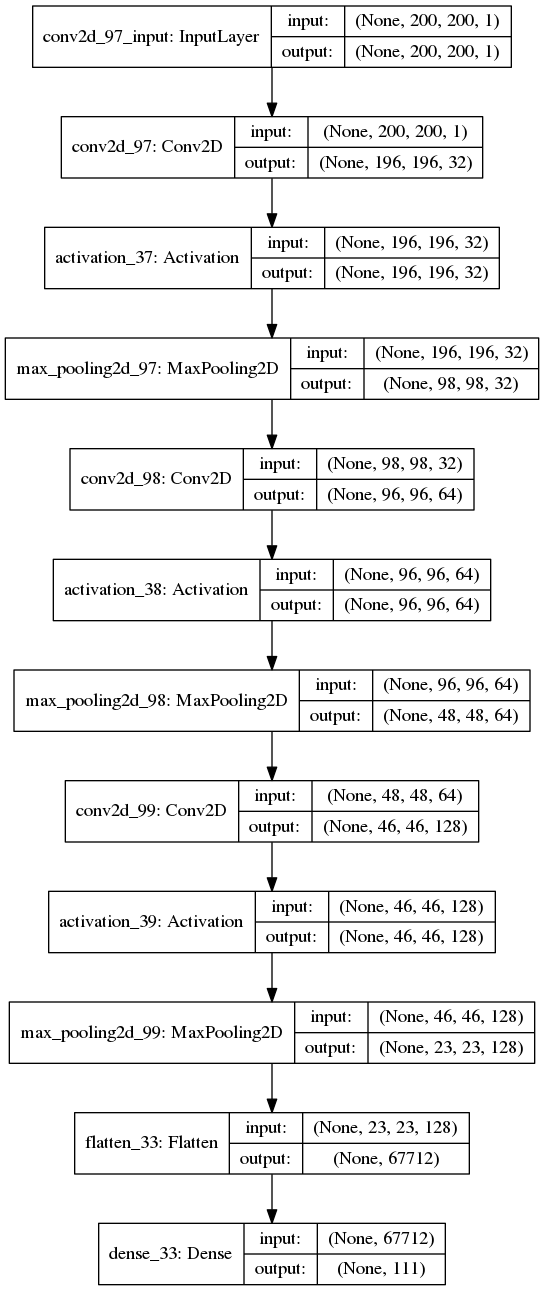 conv2d_97_input: InputLayer
input: (None, 200, 200, 1)
output: (None, 200, 200, 1)
conv2d_97: Conv2D
input: (None, 200, 200, 1)
output: (None, 196, 196, 32)
activation_37: Activation
input: (None, 196, 196, 32)
output: (None, 196, 196, 32)
max_pooling2d_97: MaxPooling2D
input: (None, 196, 196, 32)
output: (None, 98, 98, 32)
conv2d_98: Conv2D
input: (None, 98, 98, 32)
output: (None, 96, 96, 64)
activation_38: Activation
input: (None, 96, 96, 64)
output: (None, 96, 96, 64)
max_pooling2d_98: MaxPooling2D
input: (None, 96, 96, 64)
output: (None, 48, 48, 64)
conv2d_99: Conv2D
input: (None, 48, 48, 64)
output: (None, 46, 46, 128)
activation_39: Activation
input: (None, 46, 46, 128)
output: (None, 46, 46, 128)
max_pooling2d_99: MaxPooling2D
input: (None, 46, 46, 128)
output: (None, 23, 23, 128)
flatten_33: Flatten
input: (None, 23, 23, 128)
output: (None, 67712)
dense_33: Dense
input: (None, 67712)
output: (None, 111)